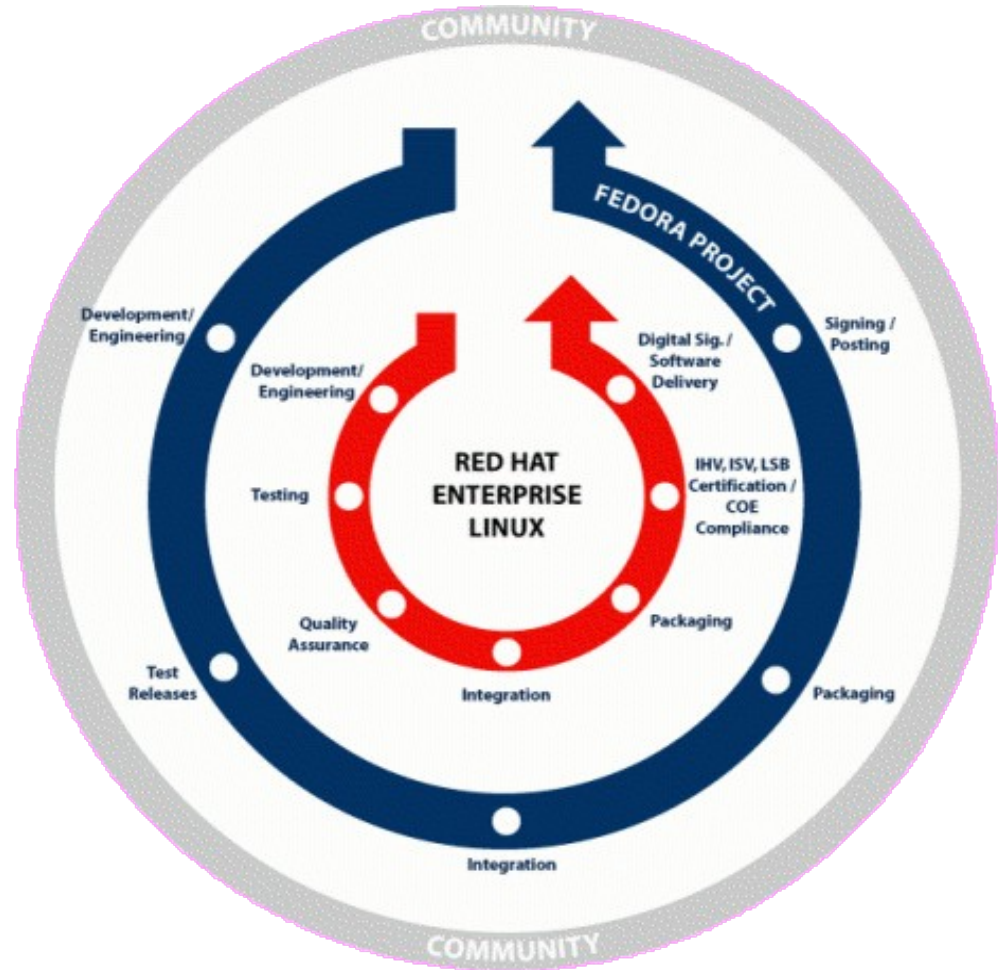 COMMUNITY
FEDORA PROJECT
Development/
Engineering
Signing /
Posting
Development/
Engineering
Digital Sig. /
Software
Delivery
RED HAT
ENTERPRISE
LINUX
Testing
IHV, ISV, LSB
Certification /
COE
Compliance
Quality
Assurance
Packaging
Integration
Test
Releases
Packaging
Integration
COMMUNITY